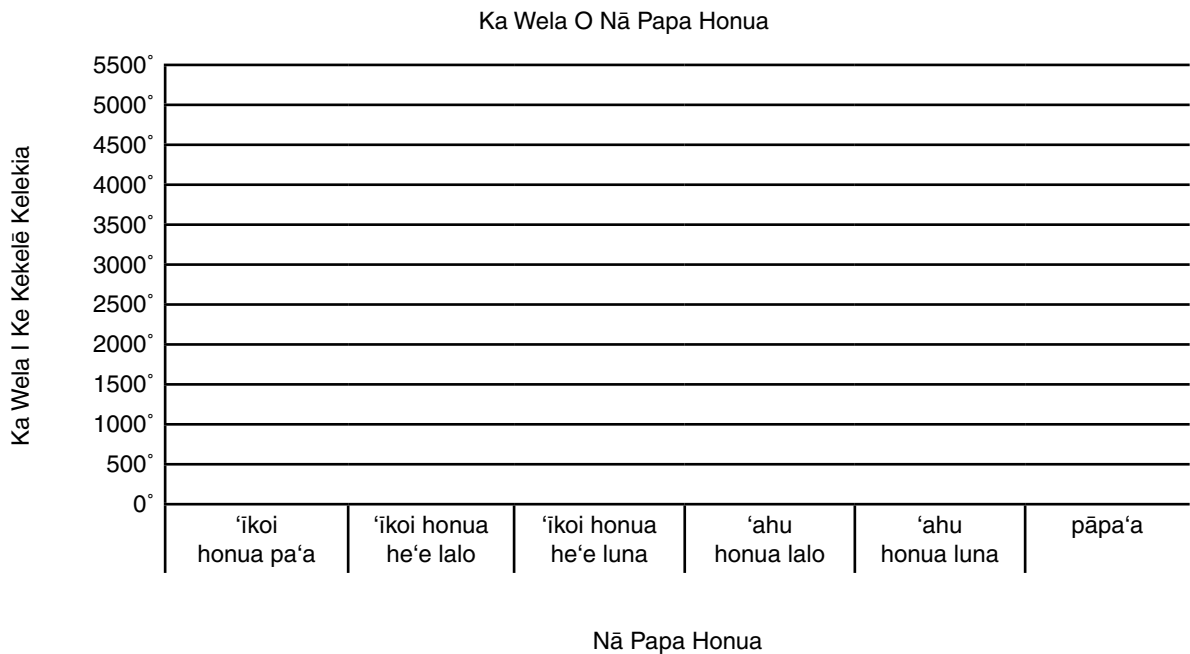 Ka Wela O Nā Papa Honua
Ka Wela I Ke Kekelē Kelekia
5500˚
5000˚
4500˚
4000˚
3500˚
3000˚
2500˚
2000˚
1500˚
1000˚
500˚
0˚
ʻīkoi
honua paʻa
ʻīkoi honua
heʻe lalo
ʻīkoi honua
heʻe luna
ʻahu
honua lalo
ʻahu
honua luna
pāpaʻa
Nā Papa Honua